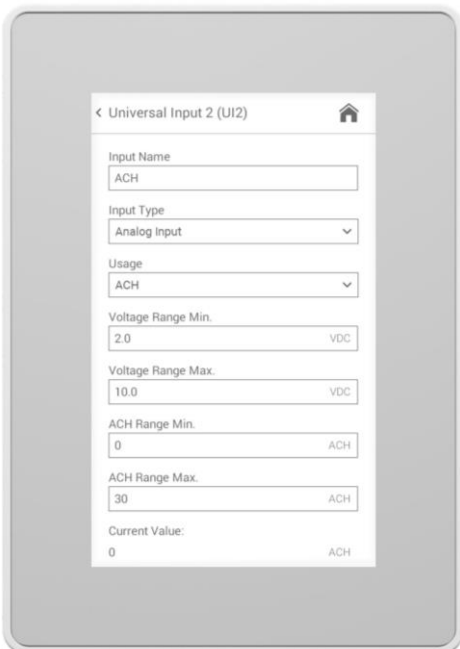 Universal Input 2 (UI2)
Input Name
ACH
Input Type
Analog Input
Usage
ACH
Voltage Range Min.
2.0 VDC
Voltage Range Max.
10.0 VDC
ACH Range Min.
0 ACH
ACH Range Max.
30 ACH
Current Value:
0 ACH